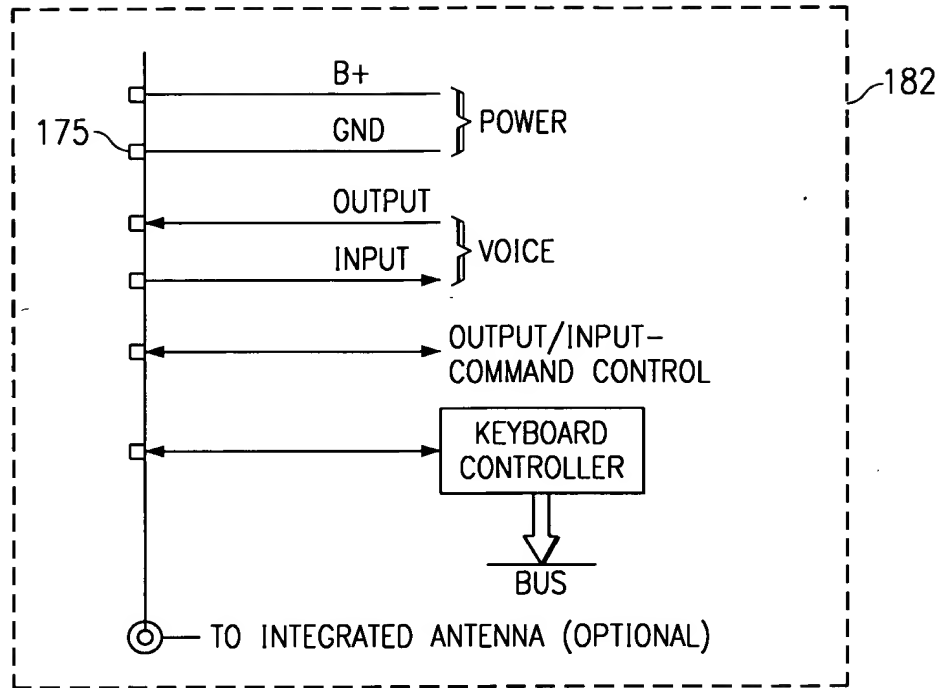 B+
182
175
GND
POWER
OUTPUT
INPUT
VOICE
OUTPUT/INPUT-
COMMAND CONTROL
KEYBOARD
CONTROLLER
BUS
TO INTEGRATED ANTENNA (OPTIONAL)